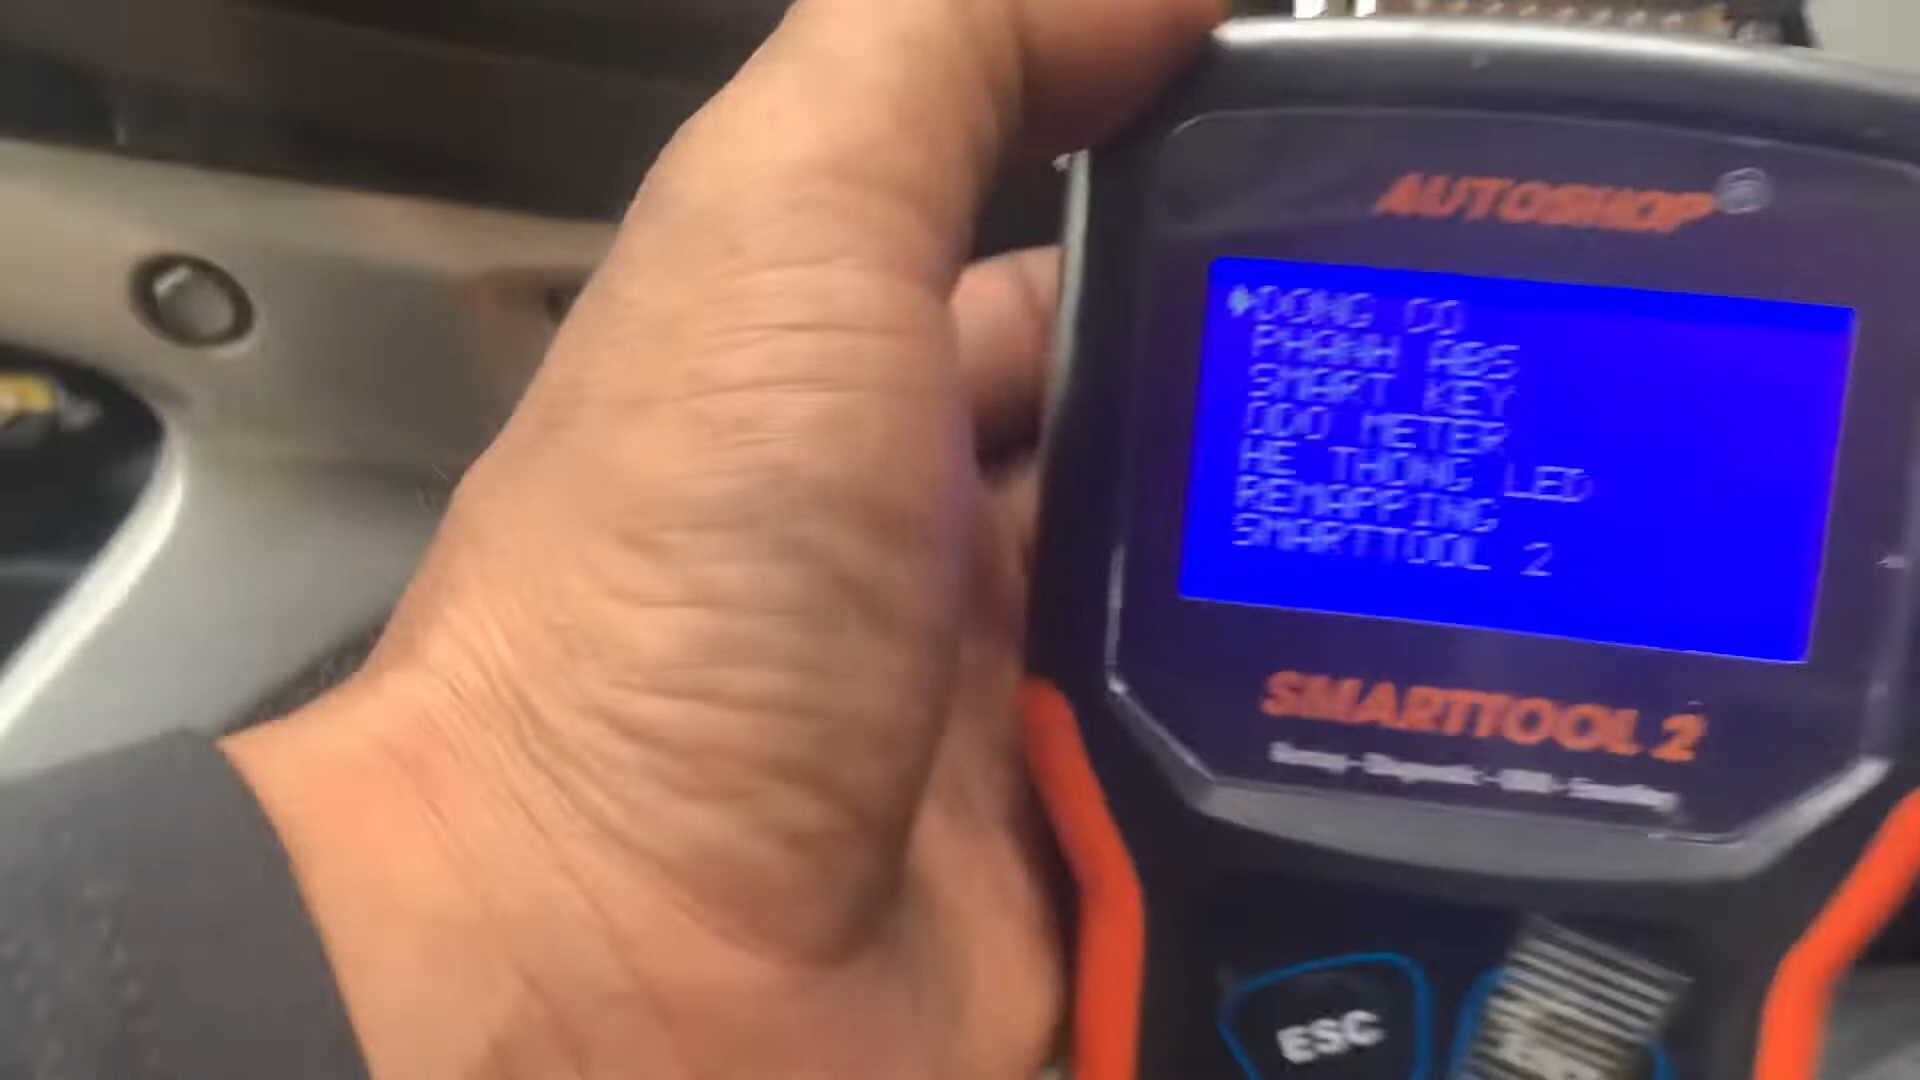 AUTOSHOP®
DONG CO
PHANH ABS
SMART KEY
ODO METER
HE THONG LED
REMAPPING
SMARTTOOL 2
SMARTTOOL 2
ESC